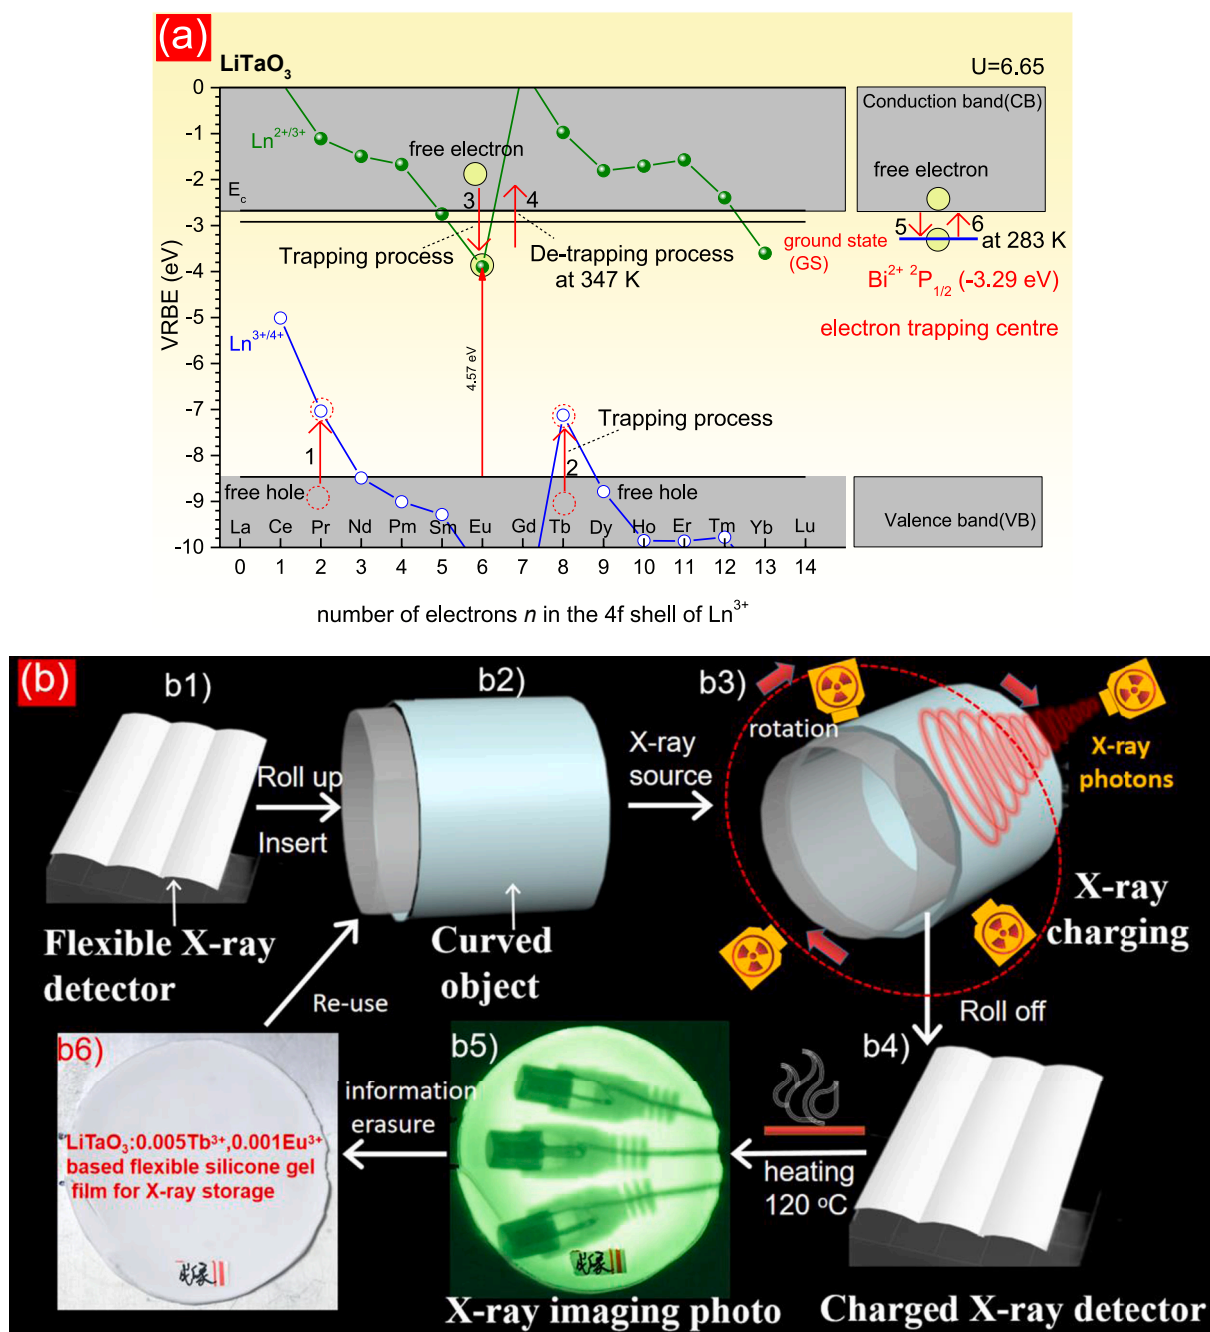 (a)
LiTaO3
U=6.65
0
-1
-2
-3
-4
-5
-6
-7
-8
-9
-10
VRBE (eV)
Ln2+/3+
Ec
free electron
3
4
Trapping process
De-trapping process
at 347 K
Conduction band(CB)
free electron
5
6
ground state
(GS)
at 283 K
Bi2+ 2P1/2 (-3.29 eV)
electron trapping centre
Ln3+/4+
4.57 eV
1
2
Trapping process
free hole
free hole
Valence band(VB)
La Ce Pr Nd Pm Sm Eu Gd Tb Dy Ho Er Tm Yb Lu
0 1 2 3 4 5 6 7 8 9 10 11 12 13 14
number of electrons n in the 4f shell of Ln3+
(b)
b1)
Roll up
Insert
Flexible X-ray
detector
b2)
Curved
object
X-ray
source
b3)
rotation
X-ray
photons
X-ray
charging
Roll off
b4)
Charged X-ray detector
heating
120 oC
b5)
X-ray imaging photo
information
erasure
b6)
LiTaO3:0.005Tb3+,0.001Eu3+
based flexible silicone gel
film for X-ray storage
Re-use